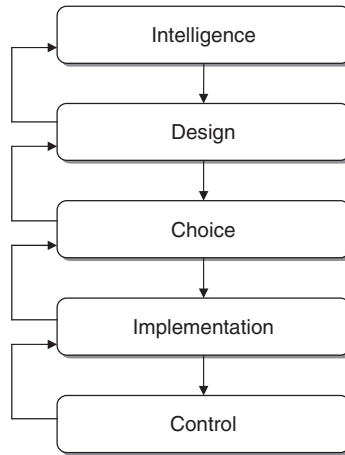 Intelligence
Design
Choice
Implementation
Control